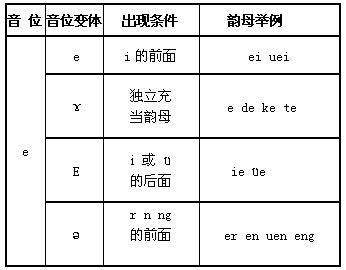 音 位 音位变体 出现条件 韵母举例
e
e i 的前面 ei uei
ɤ 独立充
当韵母 e de ke te
E i 或 Ü
的后面 ie Üe
ə r n ng
的前面 er en uen eng